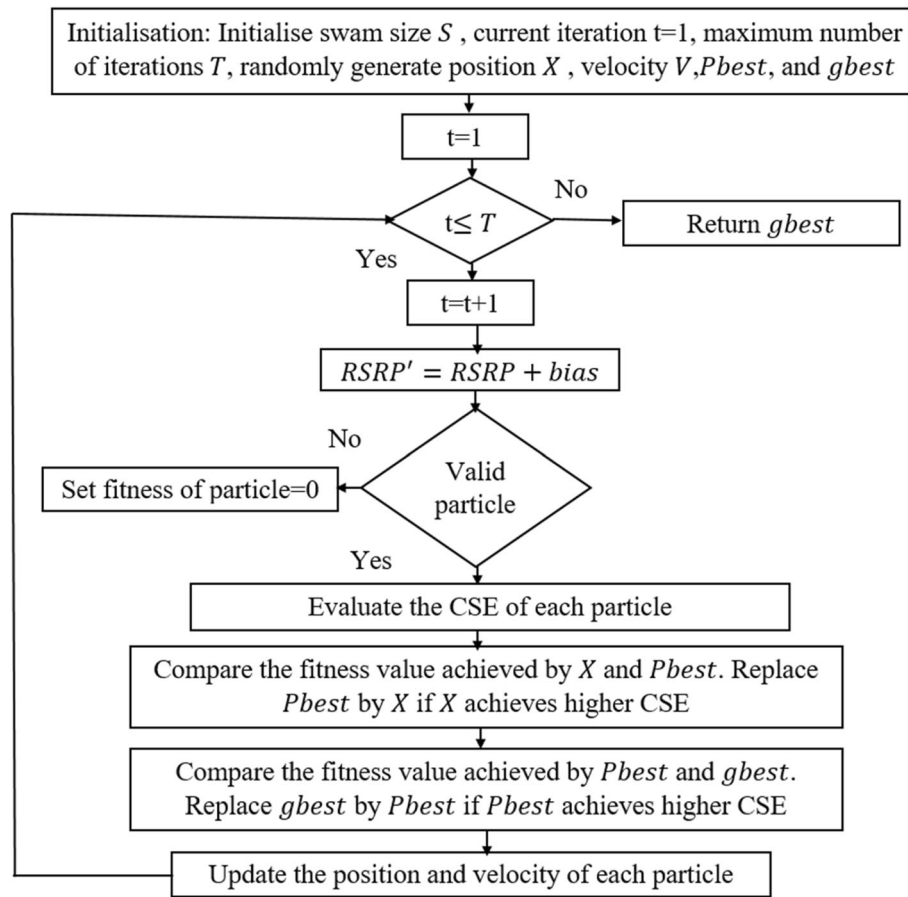 Initialisation: Initialise swam size S , current iteration t=1, maximum number
of iterations T, randomly generate position X , velocity V,Pbest, and gbest
t=1
No
t≤ T
Return gbest
Yes
t=t+1
RSRP′ = RSRP + bias
No
Valid
particle
Set fitness of particle=0
Yes
Evaluate the CSE of each particle
Compare the fitness value achieved by X and Pbest. Replace
Pbest by X if X achieves higher CSE
Compare the fitness value achieved by Pbest and gbest.
Replace gbest by Pbest if Pbest achieves higher CSE
Update the position and velocity of each particle